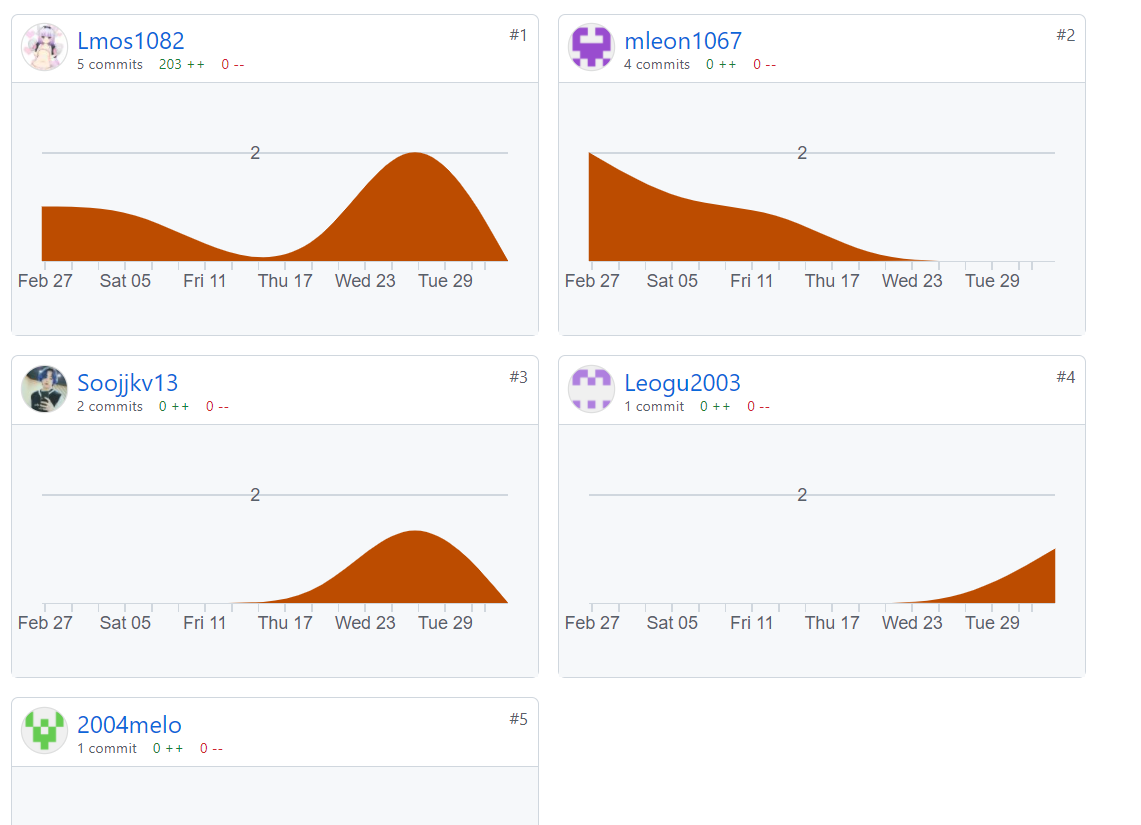 Lmos1082 #1
5 commits 203 ++ 0 --
2
Feb 27 Sat 05 Fri 11 Thu 17 Wed 23 Tue 29
mleon1067 #2
4 commits 0 ++ 0 --
2
Feb 27 Sat 05 Fri 11 Thu 17 Wed 23 Tue 29
Soojjkv13 #3
2 commits 0 ++ 0 --
2
Feb 27 Sat 05 Fri 11 Thu 17 Wed 23 Tue 29
Leogu2003 #4
1 commit 0 ++ 0 --
2
Feb 27 Sat 05 Fri 11 Thu 17 Wed 23 Tue 29
2004melo #5
1 commit 0 ++ 0 --